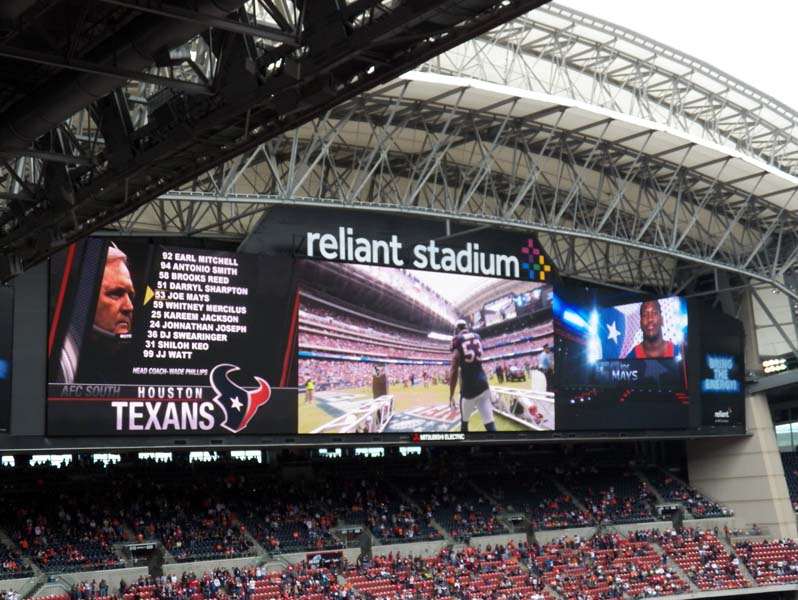 reliant stadium
92 EARL MITCHELL
94 ANTONIO SMITH
58 BROOKS REED
51 DARRYL SHARPTON
53 JOE MAYS
59 WHITNEY MERCILUS
25 KAREEM JACKSON
24 JOHNATHAN JOSEPH
36 DJ SWEARINGER
31 SHILOH KEO
99 JJ WATT
HEAD COACH-WADE PHILLIPS
AFC SOUTH HOUSTON
TEXANS
53
JOE
MAYS
BRING
THE
ENERGY!
reliant
MITSUBISHI ELECTRIC